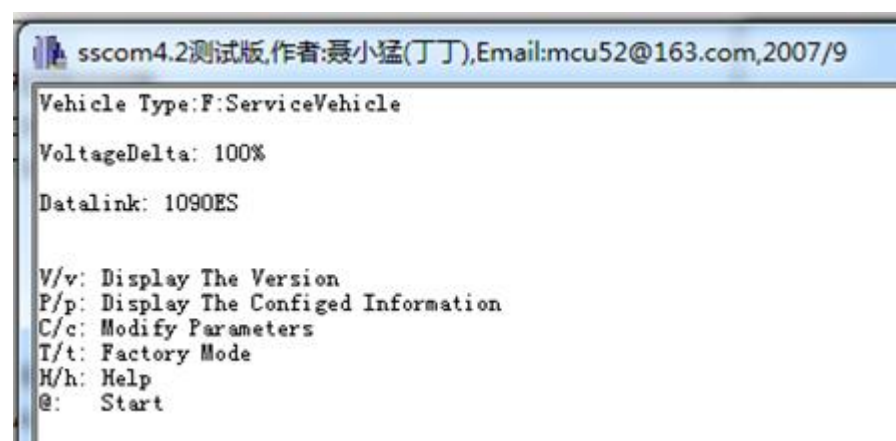 sscom4.2测试版,作者:聂小猛(丁丁),Email:mcu52@163.com,2007/9
Vehicle Type:F:ServiceVehicle
VoltageDelta: 100%
Datalink: 1090ES
V/v: Display The Version
P/p: Display The Configed Information
C/c: Modify Parameters
T/t: Factory Mode
H/h: Help
@: Start